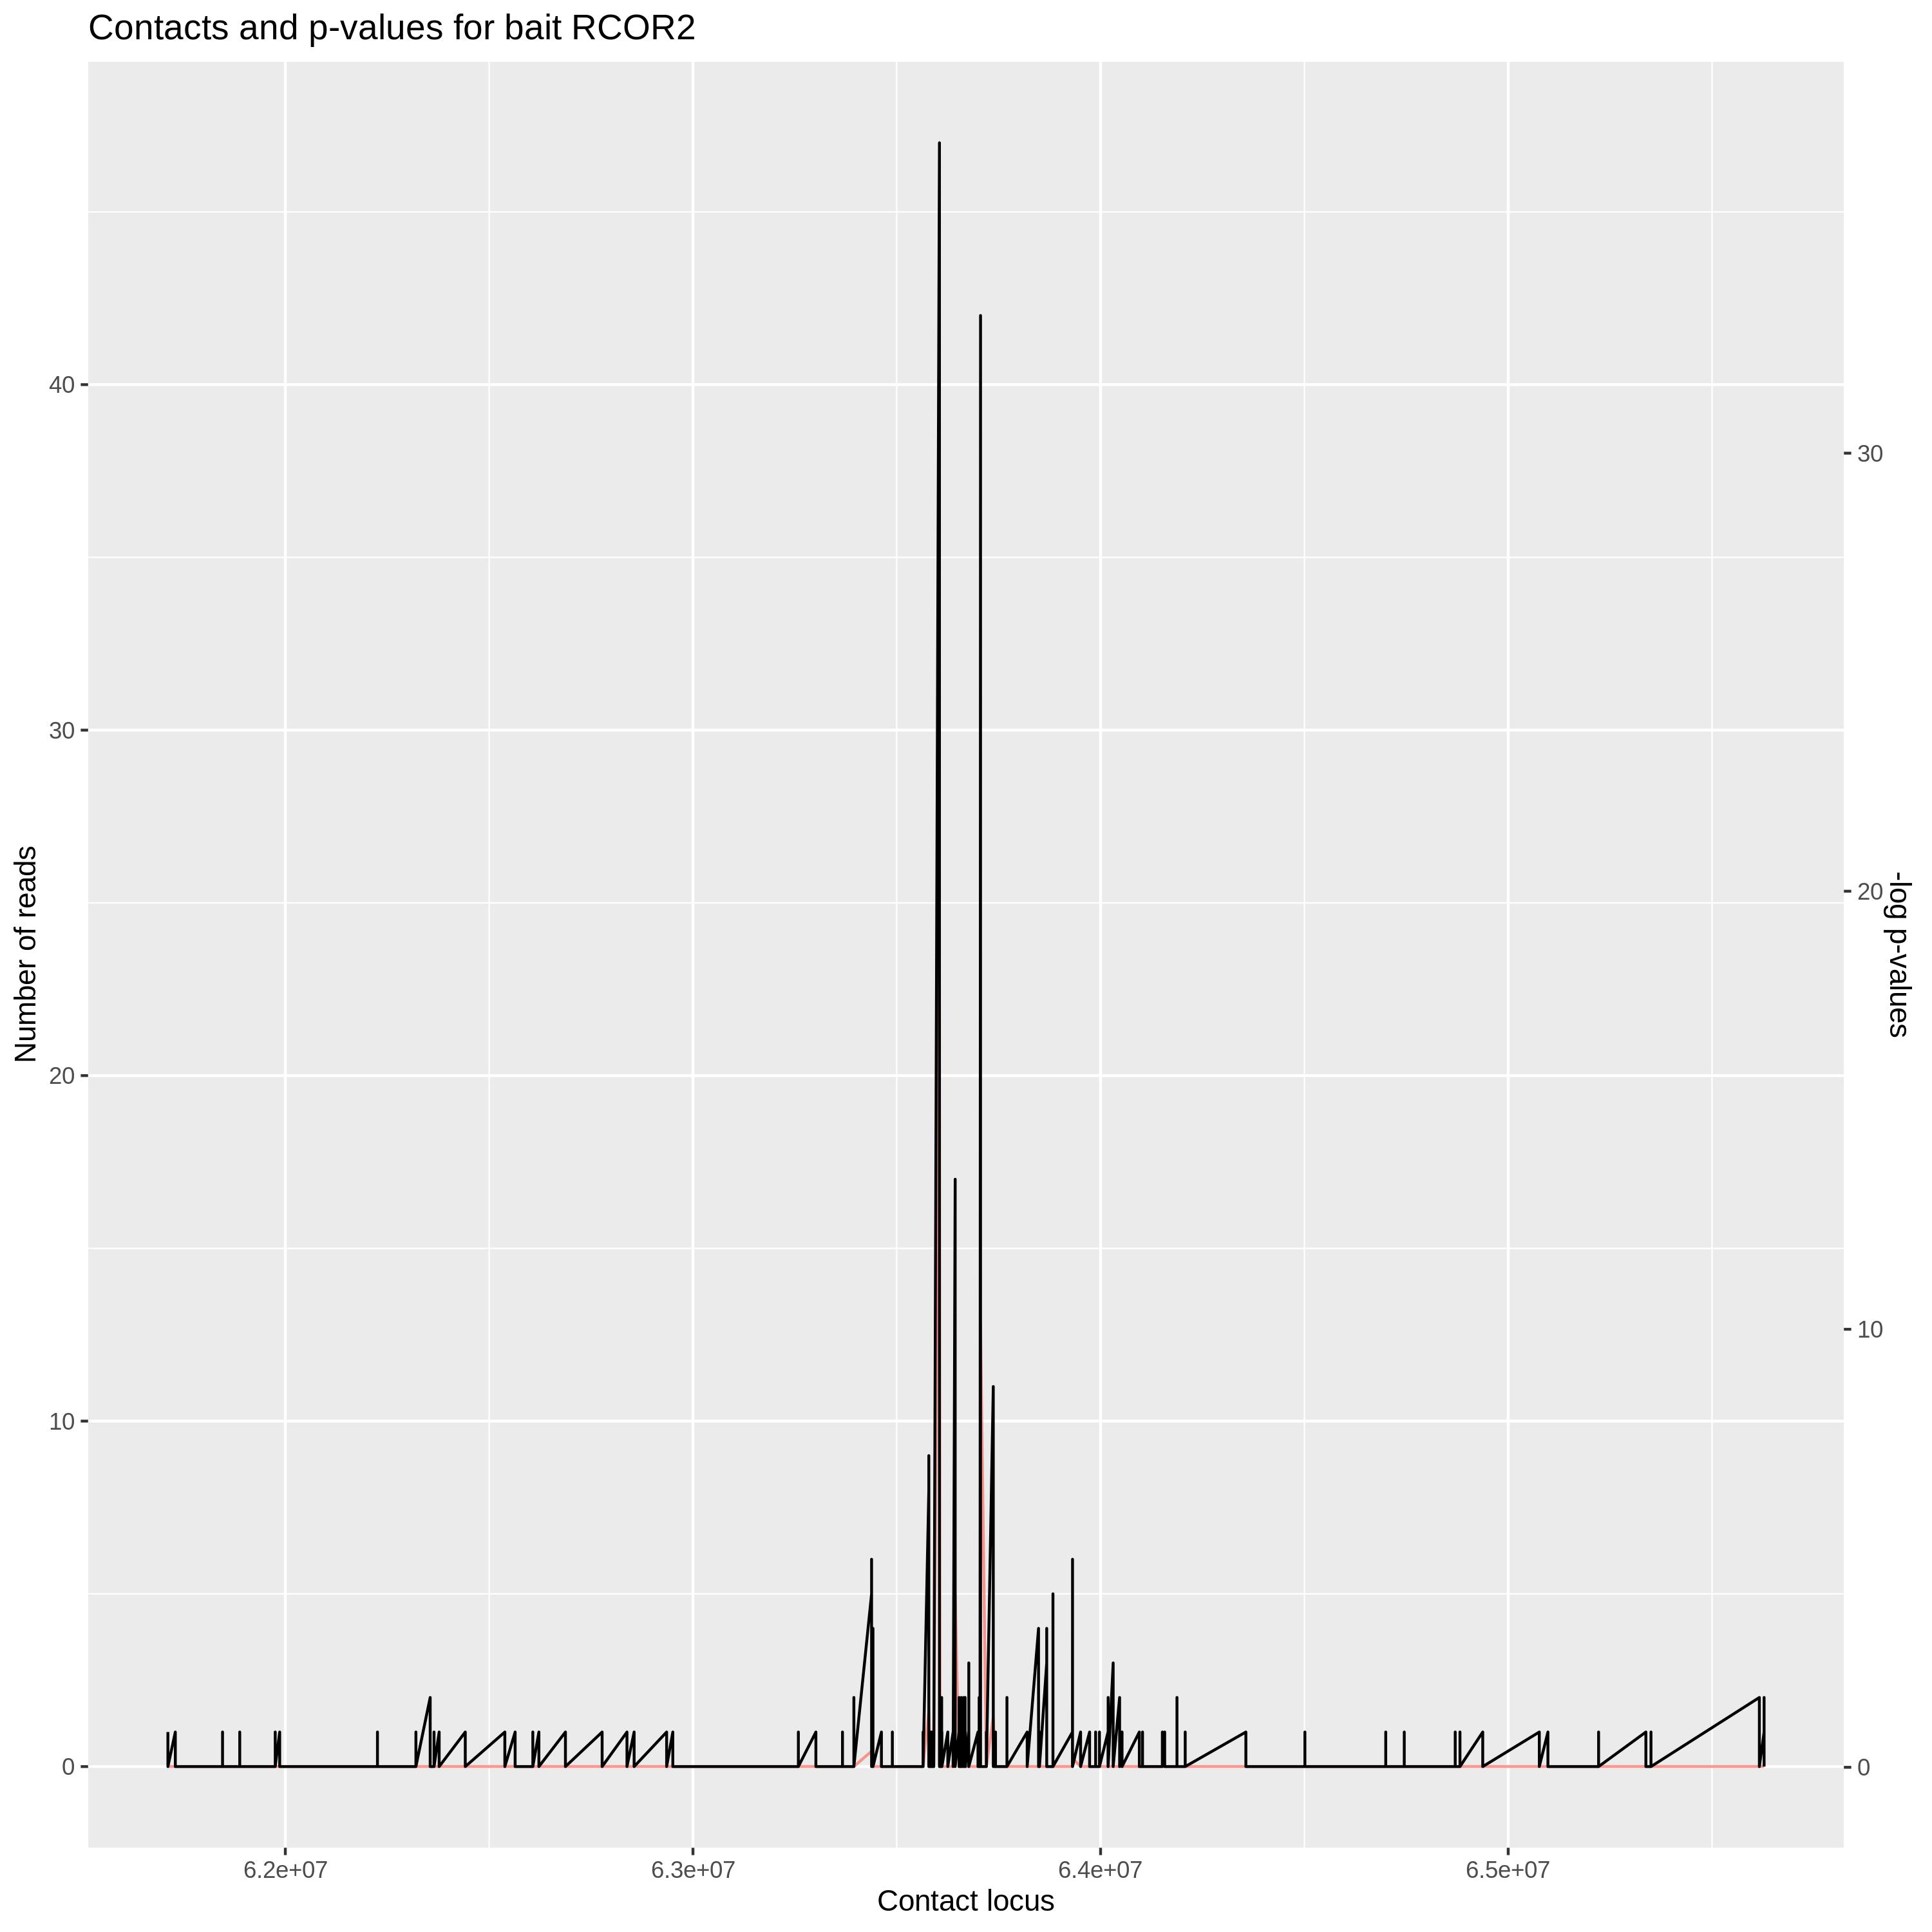 Contacts and p-values for bait RCOR2
40
30
20
10
0
Number of reads
30
20
10
0
-log p-values
6.2e+07
6.3e+07
6.4e+07
6.5e+07
Contact locus